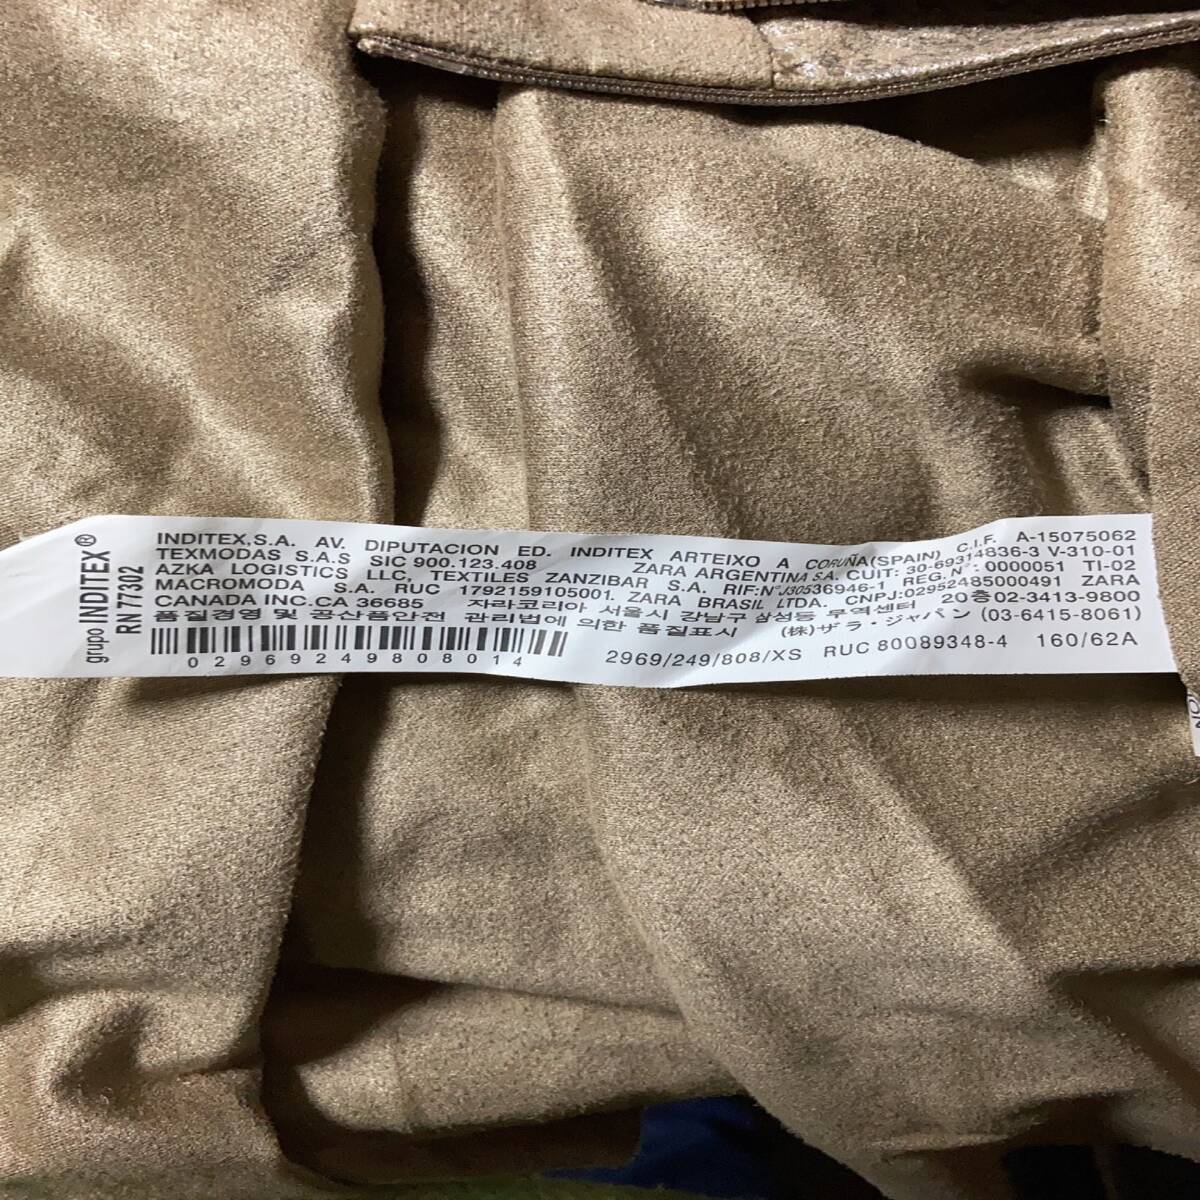 grupo INDITEX®
RN 77302
INDITEX,S.A. AV. DIPUTACION ED. INDITEX ARTEIXO A CORUÑA(SPAIN) C.I.F. A-15075062
TEXMODAS S.A.S SIC 900.123.408 ZARA ARGENTINA S.A. CUIT: 30-69314836-3 V-310-01
AZKA LOGISTICS LLC, TEXTILES ZANZIBAR S.A. RIF:N°J30536946-1 REG.N°: 0000051 TI-02
MACROMODA S.A. RUC 1792159105001. ZARA BRASIL LTDA. CNPJ:02952485000491 ZARA
CANADA INC.CA 36685 자라코리아 서울시 강남구 삼성동 무역센터 20층02-3413-9800
품질경영 및 공산품안전 관리법에 의한 품질표시 (株)ザラ・ジャパン (03-6415-8061)
02969249808014 2969/249/808/XS RUC 80089348-4 160/62A